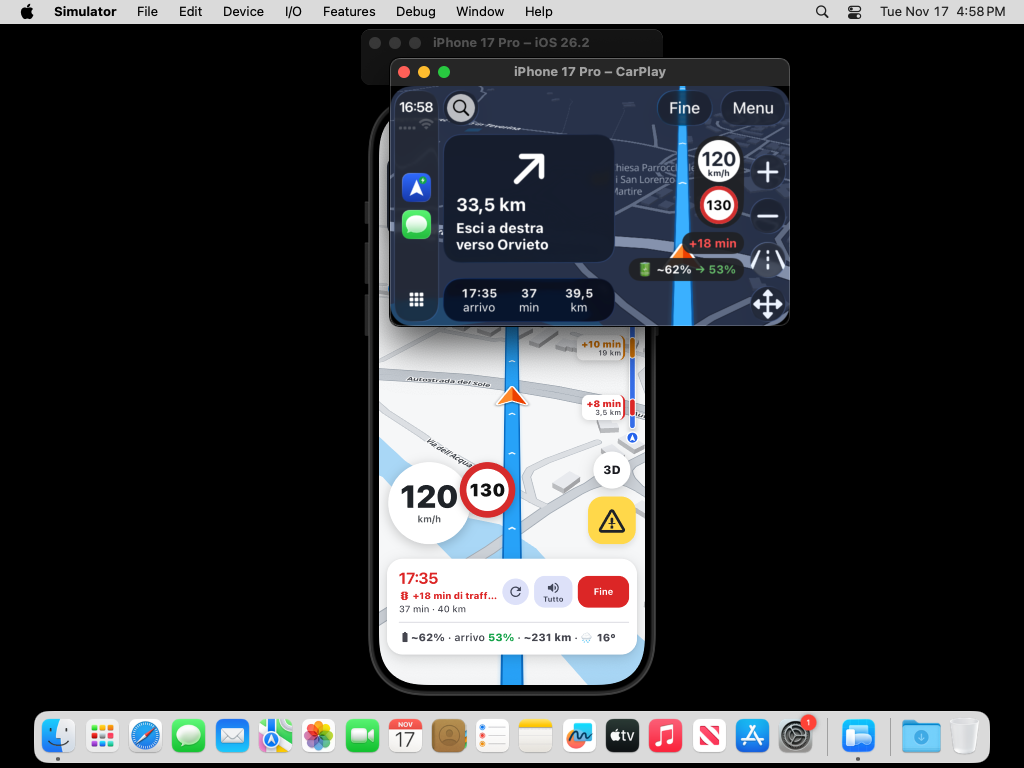 Simulator File Edit Device I/O Features Debug Window Help Tue Nov 17 4:58 PM
iPhone 17 Pro – iOS 26.2
iPhone 17 Pro – CarPlay
16:58
Fine
Menu
33,5 km
Esci a destra
verso Orvieto
Chiesa Parrocchiale
di San Lorenzo
Martire
120
km/h
130
+18 min
~62% → 53%
17:35 37 39,5
arrivo min km
+10 min
19 km
Autostrada del Sole
+8 min
3,5 km
Via dell'Acqua
3D
120
km/h
130
17:35
+18 min di traff...
37 min · 40 km
Tutto
Fine
~62% · arrivo 53% · ~231 km · 16°
NOV
17
tv
1